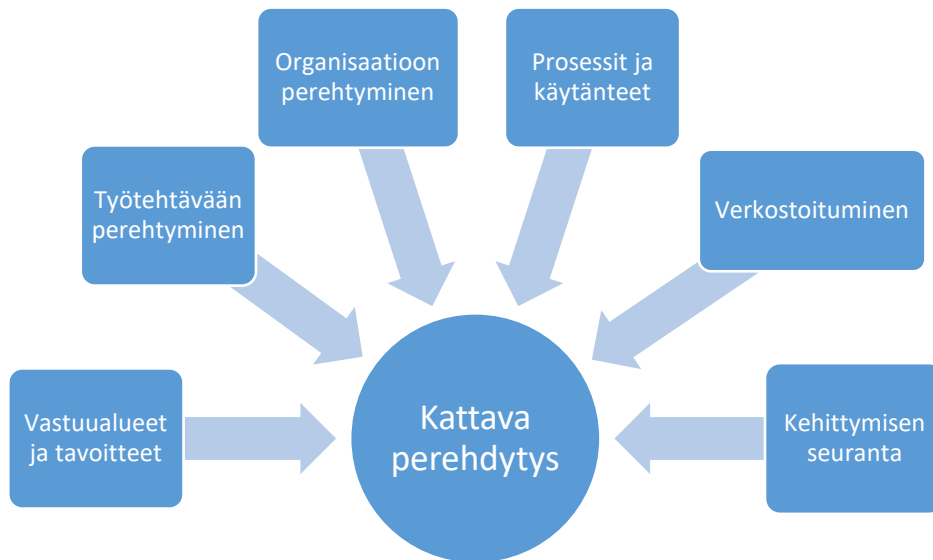 Organisaatioon
perehtyminen
Prosessit ja
käytänteet
Työtehtävään
perehtyminen
Verkostoituminen
Vastuualueet
ja tavoitteet
Kattava
perehdytys
Kehittymisen
seuranta